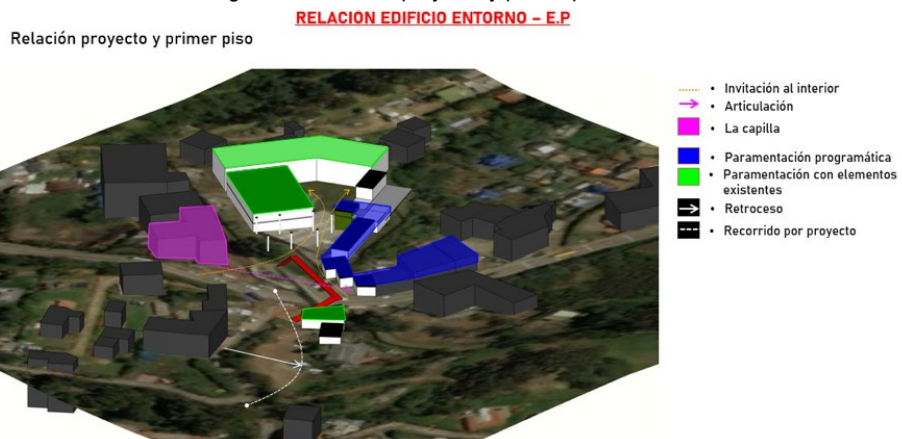 RELACIÓN EDIFICIO ENTORNO – E.P
Relación proyecto y primer piso
• Invitación al interior
• Articulación
• La capilla
• Paramentación programática
• Paramentación con elementos
existentes
• Retroceso
• Recorrido por proyecto